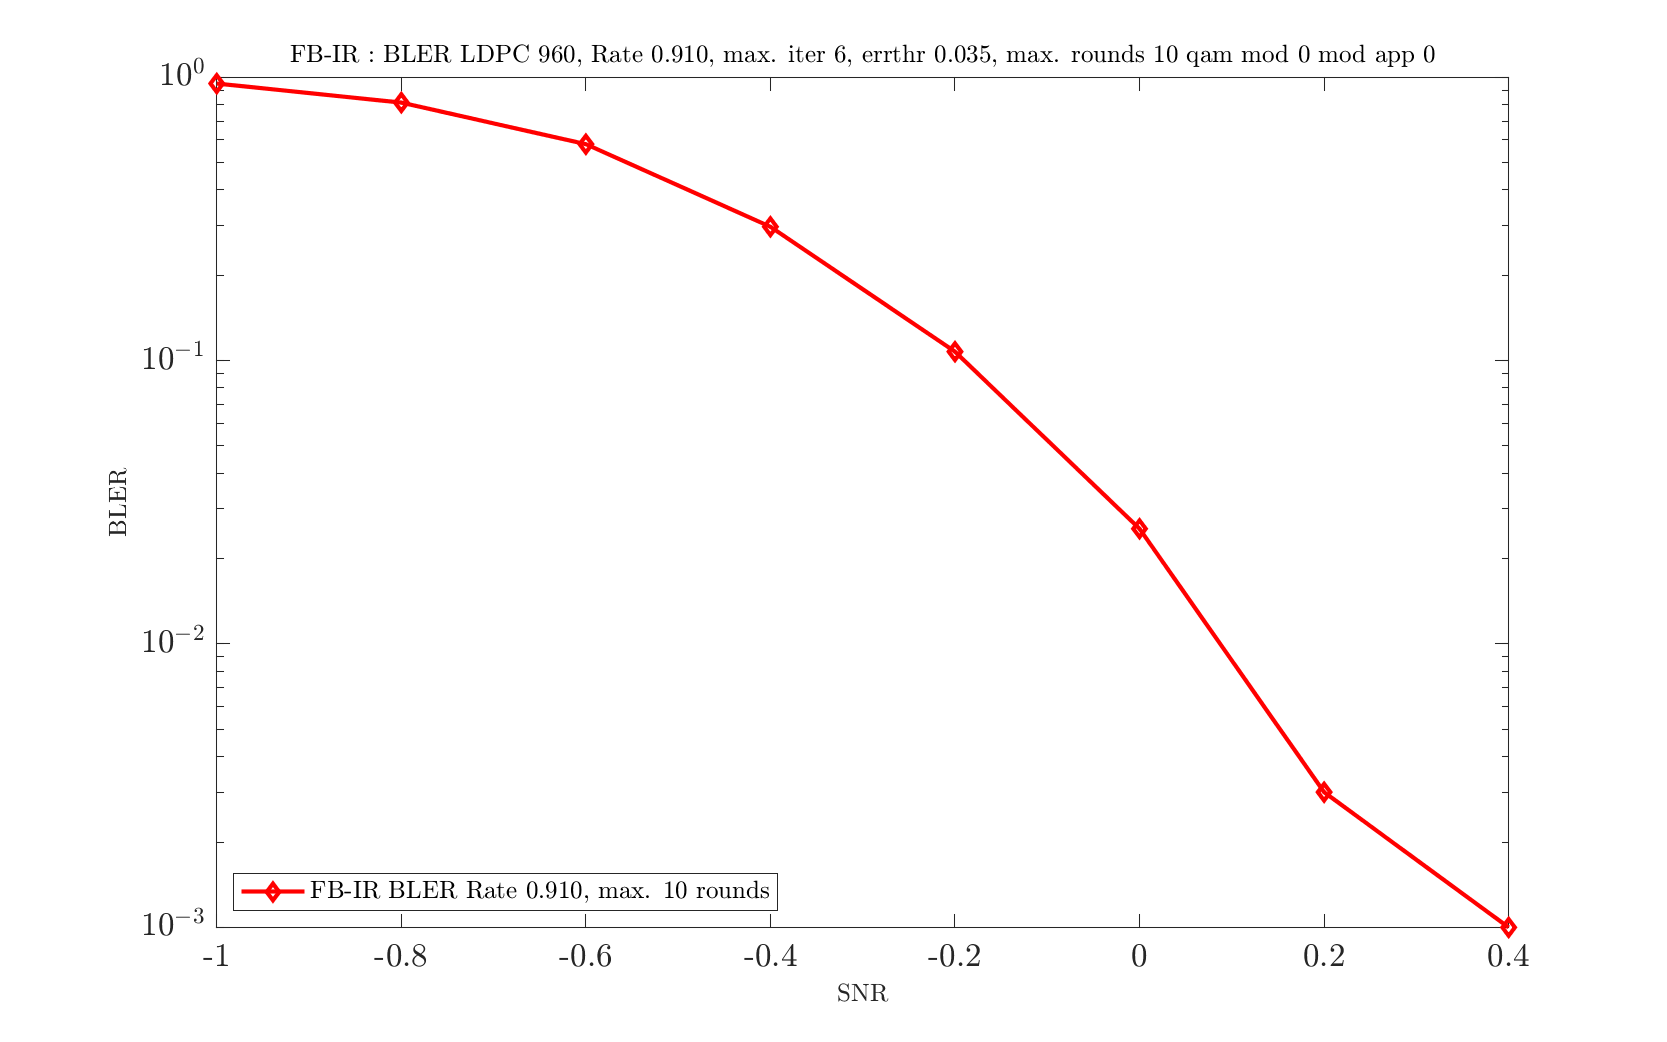 FB-IR : BLER LDPC 960, Rate 0.910, max. iter 6, errthr 0.035, max. rounds 10 qam mod 0 mod app 0
10^0
10^-1
BLER
10^-2
FB-IR BLER Rate 0.910, max. 10 rounds
10^-3
-1 -0.8 -0.6 -0.4 -0.2 0 0.2 0.4
SNR